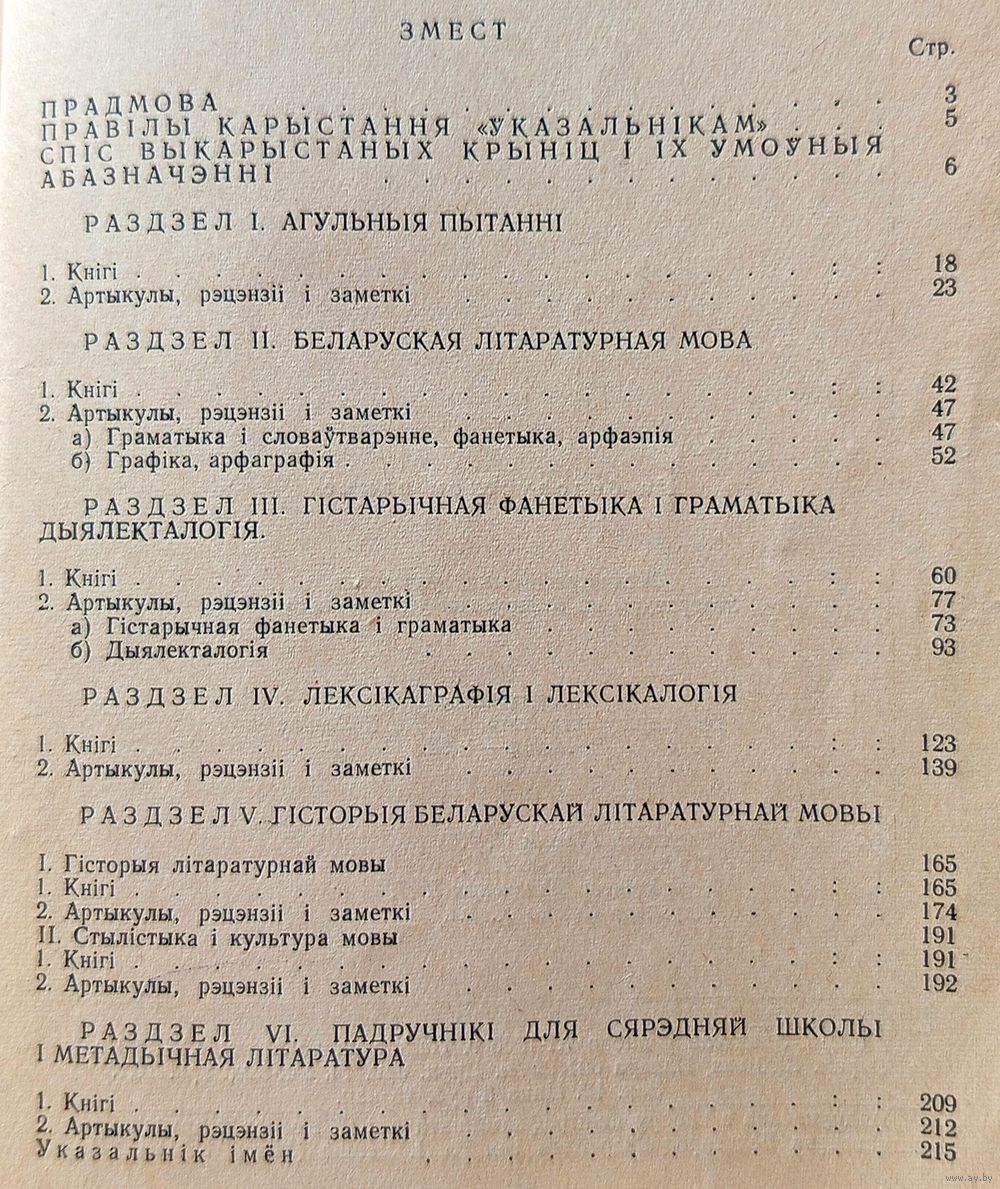 ЗМЕСТ
Стр.
ПРАДМОВА . . . . . . . . . . . . . . . 3
ПРАВІЛЫ КАРЫСТАННЯ «УКАЗАЛЬНІКАМ» . . . 5
СПІС ВЫКАРЫСТАНЫХ КРЫНІЦ І ІХ УМОЎНЫЯ
АБАЗНАЧЭННІ . . . . . . . . . . . . . 6
РАЗДЗЕЛ I. АГУЛЬНЫЯ ПЫТАННІ
1. Кнігі . . . . . . . . . . . . . . . . . : : 18
2. Артыкулы, рэцэнзіі і заметкі . . . . . . . . . . . 23
РАЗДЗЕЛ II. БЕЛАРУСКАЯ ЛІТАРАТУРНАЯ МОВА
1. Кнігі . . . . . . . . . . . . . . . . . : : 42
2. Артыкулы, рэцэнзіі і заметкі . . . . . . . . . . . 47
а) Граматыка і словаўтварэнне, фанетыка, арфаэпія . . . . . 47
б) Графіка, арфаграфія . . . . . . . . . . . . . . 52
РАЗДЗЕЛ III. ГІСТАРЫЧНАЯ ФАНЕТЫКА І ГРАМАТЫКА
ДЫЯЛЕКТАЛОГІЯ.
1. Кнігі . . . . . . . . . . . . . . . . . : : 60
2. Артыкулы, рэцэнзіі і заметкі . . . . . . . . . . . 77
а) Гістарычная фанетыка і граматыка . . . . . . . . . 73
б) Дыялекталогія . . . . . . . . . . . . 93
РАЗДЗЕЛ IV. ЛЕКСІКАГРАФІЯ І ЛЕКСІКАЛОГІЯ
1. Кнігі . . . . . . . . . . . . . . . . . : : 123
2. Артыкулы, рэцэнзіі і заметкі . . . . . . . . . . . 139
РАЗДЗЕЛ V. ГІСТОРЫЯ БЕЛАРУСКАЙ ЛІТАРАТУРНАЙ МОВЫ
I. Гісторыя літаратурнай мовы 165
1. Кнігі . . . . . . . . . . . . . . . . . : : 165
2. Артыкулы, рэцэнзіі і заметкі . . . . . . . . . . . 174
II. Стылістыка і культура мовы 191
1. Кнігі . . . . . . . . . . . . . . . . . : : 191
2. Артыкулы, рэцэнзіі і заметкі . . . . . . . . . . . 192
РАЗДЗЕЛ VI. ПАДРУЧНІКІ ДЛЯ СЯРЭДНЯЙ ШКОЛЫ
І МЕТАДЫЧНАЯ ЛІТАРАТУРА
1. Кнігі . . . . . . . . . . . . . . . . . : : 209
2. Артыкулы, рэцэнзіі і заметкі . . . . . . . . . . . 212
Указальнік імён . . . . . . . . . . . . 215
www.ay.by